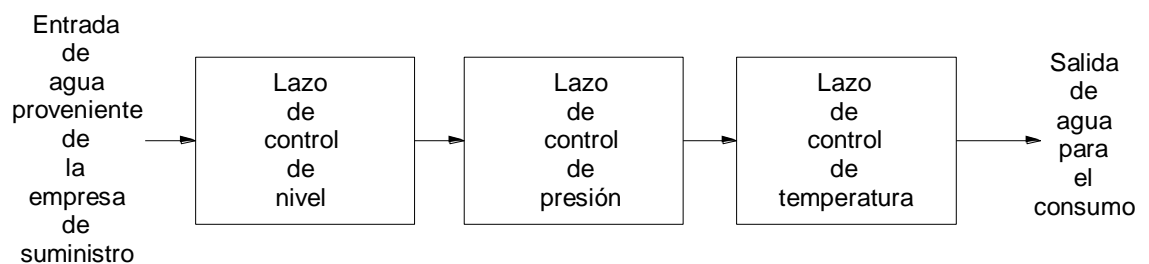 Entrada
de
agua
proveniente
de
la
empresa
de
suministro
Lazo
de
control
de
nivel
Lazo
de
control
de
presión
Lazo
de
control
de
temperatura
Salida
de
agua
para
el
consumo